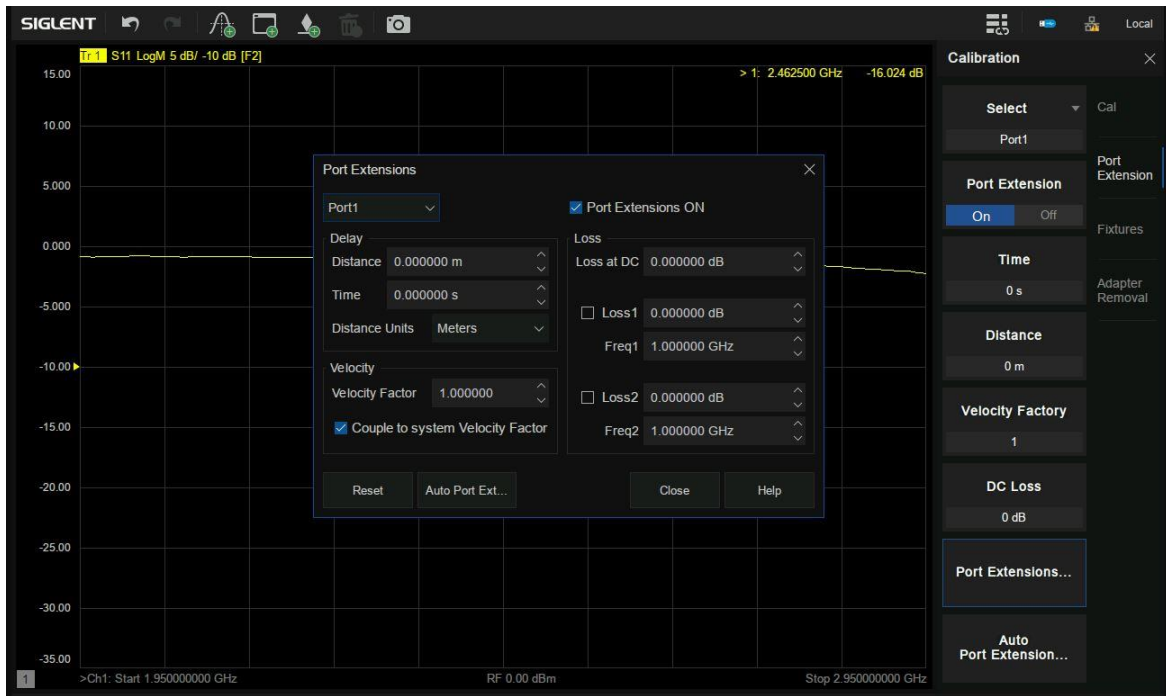 SIGLENT
Local
Tr 1 S11 LogM 5 dB/ -10 dB [F2]
> 1: 2.462500 GHz -16.024 dB
15.00
10.00
5.000
0.000
-5.000
-10.00
-15.00
-20.00
-25.00
-30.00
-35.00
Port Extensions
Port1
Port Extensions ON
Delay
Distance 0.000000 m
Time 0.000000 s
Distance Units Meters
Velocity
Velocity Factor 1.000000
Couple to system Velocity Factor
Loss
Loss at DC 0.000000 dB
Loss1 0.000000 dB
Freq1 1.000000 GHz
Loss2 0.000000 dB
Freq2 1.000000 GHz
Reset Auto Port Ext... Close Help
1 >Ch1: Start 1.950000000 GHz RF 0.00 dBm Stop 2.950000000 GHz
Calibration
Select
Port1
Port Extension
On Off
Time
0 s
Distance
0 m
Velocity Factory
1
DC Loss
0 dB
Port Extensions...
Auto
Port Extension...
Cal
Port
Extension
Fixtures
Adapter
Removal